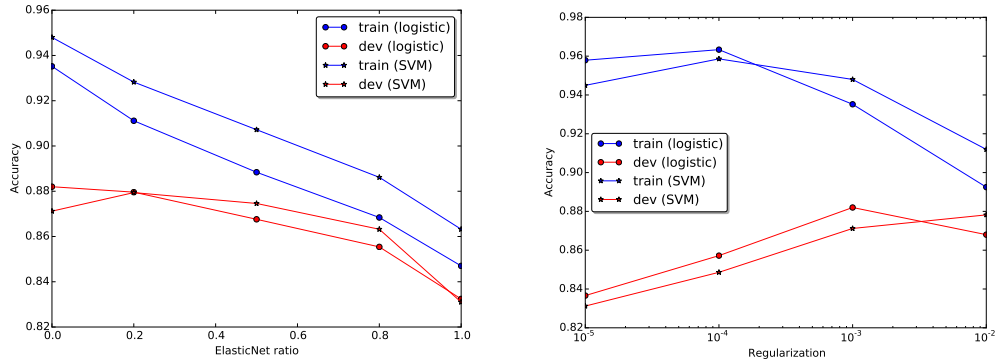 0.96
0.94
0.92
0.90
0.88
0.86
0.84
0.82
Accuracy
train (logistic)
dev (logistic)
train (SVM)
dev (SVM)
0.0 0.2 0.4 0.6 0.8 1.0
ElasticNet ratio
0.98
0.96
0.94
0.92
0.90
0.88
0.86
0.84
0.82
Accuracy
train (logistic)
dev (logistic)
train (SVM)
dev (SVM)
10⁻⁵ 10⁻⁴ 10⁻³ 10⁻²
Regularization